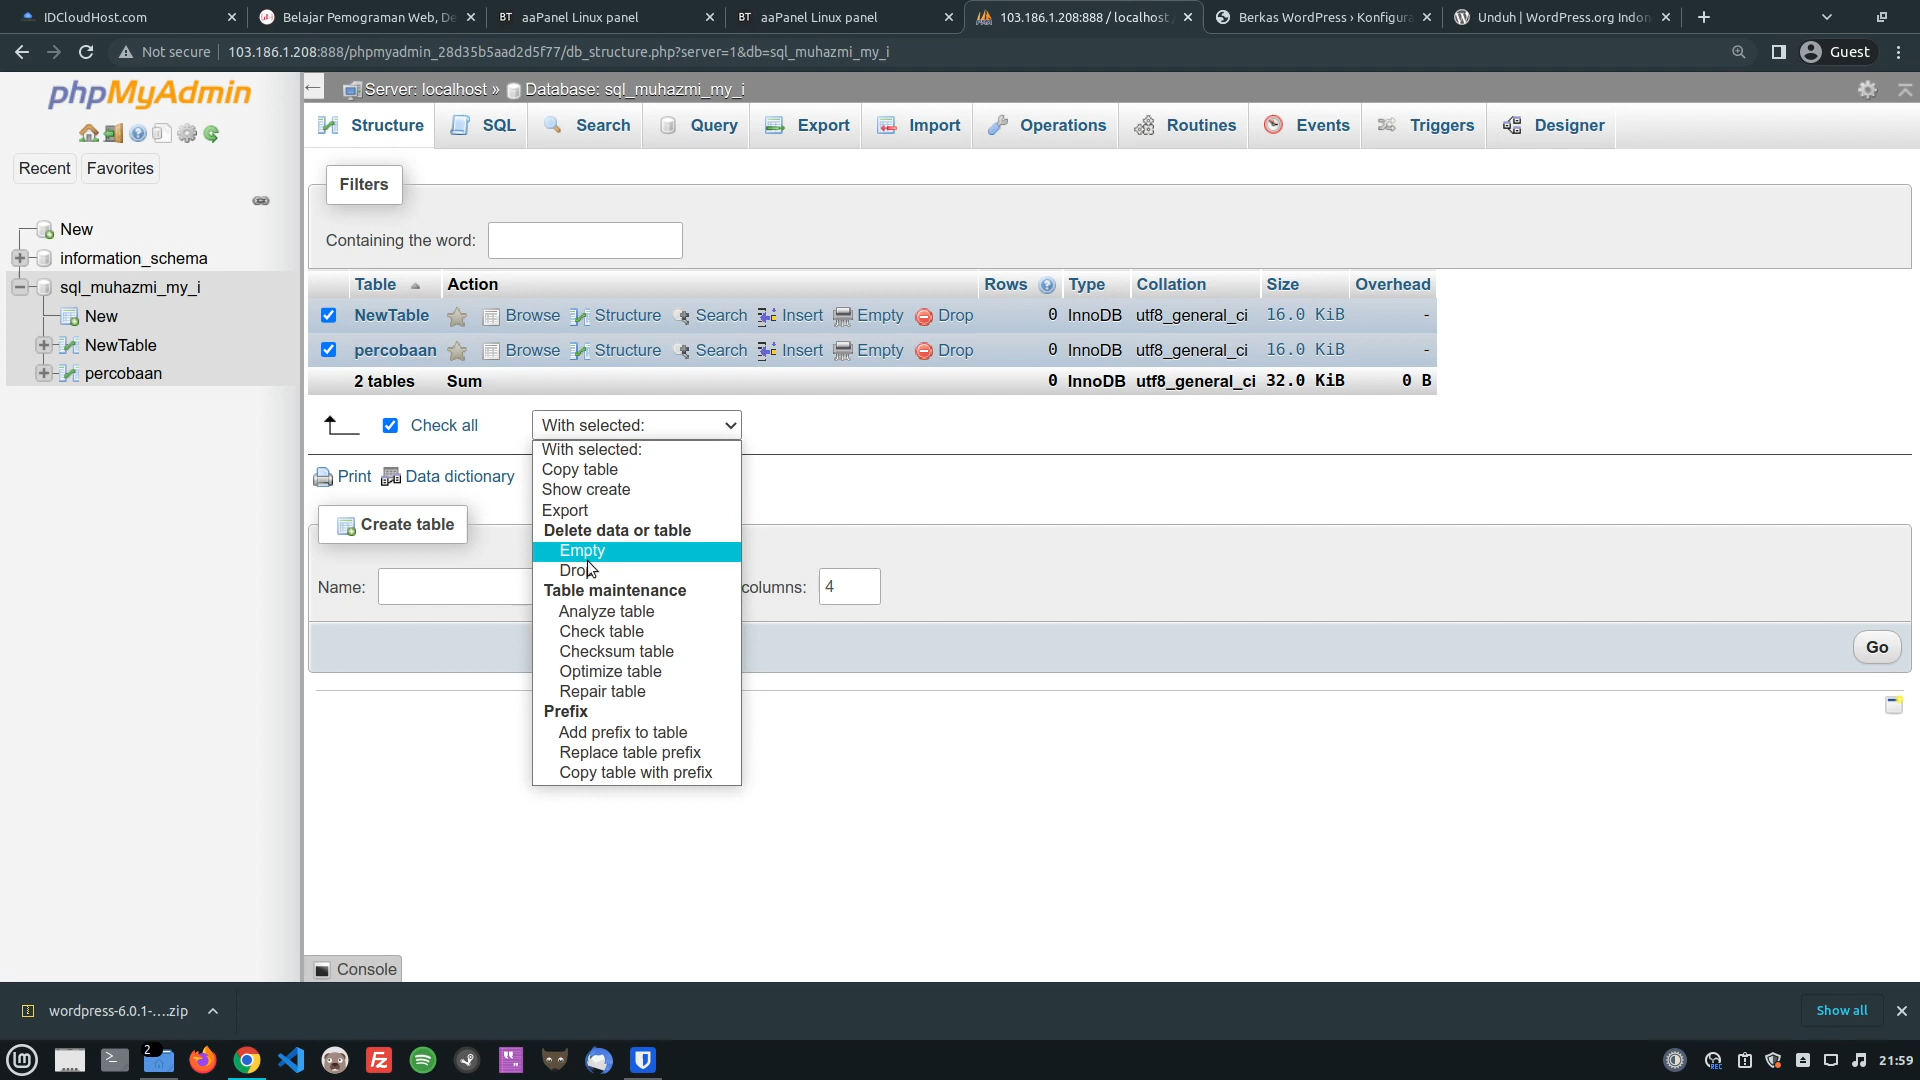 IDCloudHost.com
Belajar Pemograman Web, De
BT aaPanel Linux panel
BT aaPanel Linux panel
103.186.1.208:888 / localhost
Berkas WordPress › Konfigura
Unduh | WordPress.org Indon
Not secure
103.186.1.208:888/phpmyadmin_28d35b5aad2d5f77/db_structure.php?server=1&db=sql_muhazmi_my_i
Guest
phpMyAdmin
Recent
Favorites
New
information_schema
sql_muhazmi_my_i
New
NewTable
percobaan
Server: localhost » Database: sql_muhazmi_my_i
Structure SQL Search Query Export Import Operations Routines Events Triggers Designer
Filters
Containing the word:
Table Action Rows Type Collation Size Overhead
NewTable Browse Structure Search Insert Empty Drop 0 InnoDB utf8_general_ci 16.0 KiB -
percobaan Browse Structure Search Insert Empty Drop 0 InnoDB utf8_general_ci 16.0 KiB -
2 tables Sum 0 InnoDB utf8_general_ci 32.0 KiB 0 B
Check all
With selected:
With selected:
Copy table
Show create
Export
Delete data or table
Empty
Drop
Table maintenance
Analyze table
Check table
Checksum table
Optimize table
Repair table
Prefix
Add prefix to table
Replace table prefix
Copy table with prefix
Print Data dictionary
Create table
Name:
columns: 4
Go
Console
wordpress-6.0.1-....zip
Show all
2
REC
21:59